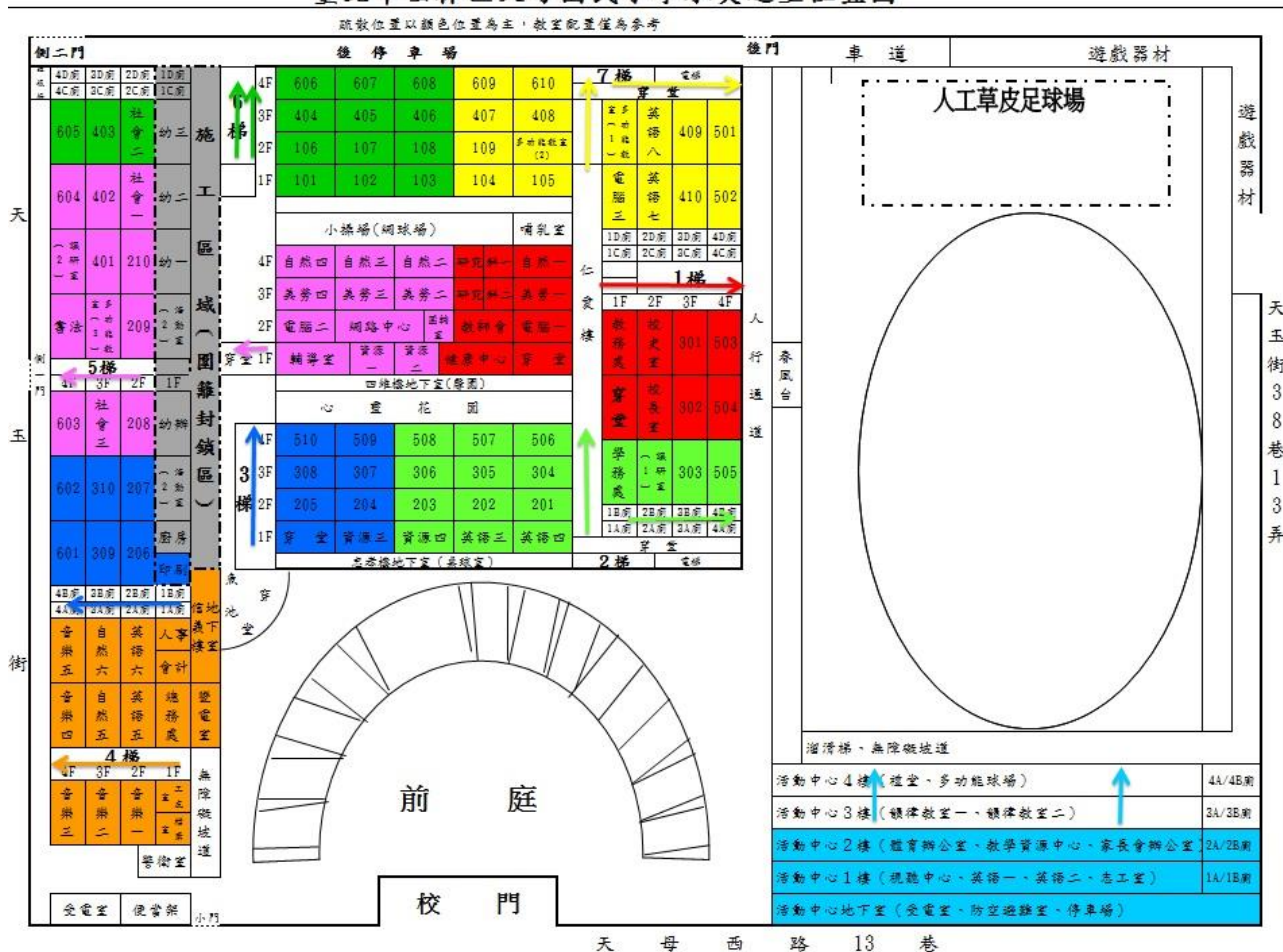 疏散位置以顏色位置為主，教室配置僅為參考
側二門
後停車場
後門
車道
遊戲器材
4D廁 3D廁 2D廁 1D廁
4C廁 3C廁 2C廁 1C廁
605 403 社會二 幼三
604 402 社會一 幼二
401 210 幼一
書法 209
5梯
4F 3F 2F 1F
603 社會三 208 幼辦
602 310 207
601 309 206 廚房
印刷
4B廁 3B廁 2B廁 1B廁
4A廁 3A廁 2A廁 1A廁
音樂五 自然六 英語六 人事
會計
音樂四 自然五 英語五 總務處 變電室
4梯
4F 3F 2F 1F
音樂三 音樂二 音樂一
無障礙坡道
警衛室
受電室 便當架 小門
天玉街
側一門
施工區域(圍籬封鎖區)
信義樓地下室
魚池
穿堂
6梯
4F 606 607 608 609 610
3F 404 405 406 407 408
2F 106 107 108 109 多功能教室(2)
1F 101 102 103 104 105
小操場(網球場) 哺乳室
4F 自然四 自然三 自然二 自然一
3F 美勞四 美勞三 美勞二 美勞一
2F 電腦二 網路中心 教師會 電腦一
穿堂 1F 輔導室 資源一 資源二 健康中心 穿堂
心靈花園
3梯
4F 510 509 508 507 506
3F 308 307 306 305 304
2F 205 204 203 202 201
1F 穿堂 資源三 資源四 英語三 英語四
7梯 電梯
穿堂
英語八 409 501
電腦三 英語七 410 502
1D廁 2D廁 3D廁 4D廁
1C廁 2C廁 3C廁 4C廁
1梯
1F 2F 3F 4F
教務處 校史室 301 503
穿堂 校長室 302 504
學務處 303 505
1B廁 2B廁 3B廁 4B廁
1A廁 2A廁 3A廁 4A廁
穿堂
2梯 電梯
仁愛樓
人行通道
春風台
人工草皮足球場
遊戲器材
天玉街38巷13弄
溜滑梯、無障礙坡道
活動中心4樓(禮堂、多功能球場) 4A/4B廁
活動中心3樓(韻律教室一、韻律教室二) 3A/3B廁
活動中心2樓(體育辦公室、教學資源中心、家長會辦公室) 2A/2B廁
活動中心1樓(視聽中心、英語一、英語二、志工室) 1A/1B廁
活動中心地下室(受電室、防空避難室、停車場)
前庭
校門
天母西路13巷